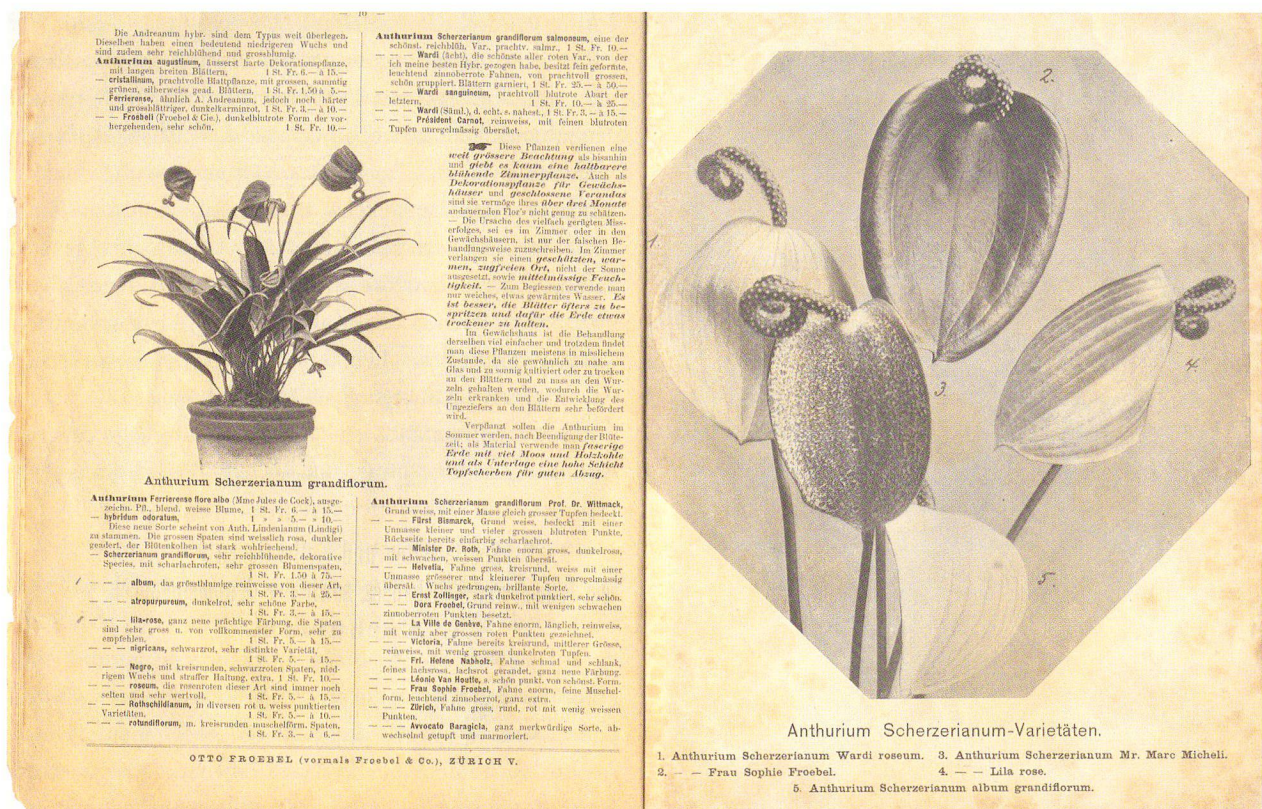 — 10 —
Die Andreanum hybr. sind dem Typus weit überlegen.
Dieselben haben einen bedeutend niedrigeren Wuchs und
sind zudem sehr reichblühend und grossblumig.
Anthurium augustinum, äusserst harte Dekorationspflanze,
mit langen breiten Blättern, 1 St. Fr. 6.— à 15.—
— cristallinum, prachtvolle Blattpflanze, mit grossen, samtig
grünen, silberweiss gead. Blättern, 1 St. Fr. 1.50 à 5.—
— Ferrierense, ähnlich A. Andreanum, jedoch noch härter
und grossblättriger, dunkelkarminrot, 1 St. Fr. 3.— à 10.—
— — Froebeli (Froebel & Cie.), dunkelblutrote Form der vor-
hergehenden, sehr schön, 1 St. Fr. 10.—
Anthurium Scherzerianum grandiflorum salmoneum, eine der
schönst. reichblüh. Var., prachtv. salmr., 1 St. Fr. 10.—
— — — Wardi (ächt), die schönste aller roten Var., von der
ich meine besten Hybr. gezogen habe, besitzt fein geformte,
leuchtend zinnoberrote Fahnen, von prachtvoll grossen,
schön gruppiert. Blättern garniert, 1 St. Fr. 25.— à 50.—
— — — Wardi sanguineum, prachtvoll blutrote Abart der
letztern, 1 St. Fr. 10.— à 25.—
— — — Wardi (Säml.), d. echt. s. nahest., 1 St. Fr. 3.— à 15.—
— — — Président Carnot, reinweiss, mit feinen blutroten
Tupfen unregelmässig übersäet.
Diese Pflanzen verdienen eine
weit grössere Beachtung als bisanhin
und giebt es kaum eine haltbarere
blühende Zimmerpflanze. Auch als
Dekorationspflanze für Gewächs-
häuser und geschlossene Verandas
sind sie vermöge ihres über drei Monate
andauernden Flor's nicht genug zu schätzen.
— Die Ursache des vielfach gerügten Miss-
erfolges, sei es im Zimmer oder in den
Gewächshäusern, ist nur der falschen Be-
handlungsweise zuzuschreiben. Im Zimmer
verlangen sie einen geschützten, war-
men, zugfreien Ort, nicht der Sonne
ausgesetzt, sowie mittelmässige Feuch-
tigkeit. — Zum Begiessen verwende man
nur weiches, etwas gewärmtes Wasser. Es
ist besser, die Blätter öfters zu be-
spritzen und dafür die Erde etwas
trockener zu halten.
Im Gewächshaus ist die Behandlung
derselben viel einfacher und trotzdem findet
man diese Pflanzen meistens in misslichem
Zustande, da sie gewöhnlich zu nahe am
Glas und zu sonnig kultiviert oder zu trocken
an den Blättern und zu nass an den Wur-
zeln gehalten werden, wodurch die Wur-
zeln erkranken und die Entwicklung des
Ungeziefers an den Blättern sehr befördert
wird.
Verpflanzt sollen die Anthurium im
Sommer werden, nach Beendigung der Blüte-
zeit; als Material verwende man faserige
Erde mit viel Moos und Holzkohle
und als Unterlage eine hohe Schicht
Topfscherben für guten Abzug.
Anthurium Scherzerianum grandiflorum.
Anthurium Ferrierense flore albo (Mme Jules de Cock), ausge-
zeichn. Pfl., blend. weisse Blume, 1 St. Fr. 6.— à 15.—
— hybridum odoratum, 1 » » 5.— » 10.—
Diese neue Sorte scheint von Anth. Lindenianum (Lindigi)
zu stammen. Die grossen Spaten sind weisslich rosa, dunkler
geadert, der Blütenkolben ist stark wohlriechend.
— Scherzerianum grandiflorum, sehr reichblühende, dekorative
Species, mit scharlachroten, sehr grossen Blumenspaten,
1 St. Fr. 1.50 à 75.—
— — — album, das grösstblumige reinweisse von dieser Art,
1 St. Fr. 3.— à 25.—
— — — atropurpureum, dunkelrot, sehr schöne Farbe,
1 St. Fr. 3.— à 15.—
— — — lila-rose, ganz neue prächtige Färbung, die Spaten
sind sehr gross u. von vollkommenster Form, sehr zu
empfehlen. 1 St. Fr. 5.— à 15.—
— — — nigricans, schwarzrot, sehr distinkte Varietät,
1 St. Fr. 5.— à 15.—
— — — Negro, mit kreisrunden, schwarzroten Spaten, nied-
rigem Wuchs und straffer Haltung, extra, 1 St. Fr. 10.—
— — — roseum, die rosenroten dieser Art sind immer noch
selten und sehr wertvoll, 1 St. Fr. 5.— à 15.—
— — — Rothschildianum, in diversen rot u. weiss punktierten
Varietäten, 1 St. Fr. 5.— à 10.—
— — — rotundiflorum, m. kreisrunden muschelförm. Spaten,
1 St. Fr. 3.— à 6.—
Anthurium Scherzerianum grandiflorum Prof. Dr. Wittmack,
Grund weiss, mit einer Masse gleich grosser Tupfen bedeckt.
— — — Fürst Bismarck, Grund weiss, bedeckt mit einer
Unmasse kleiner und vieler grossen blutroten Punkte,
Rückseite bereits einfarbig scharlachrot.
— — — Minister Dr. Roth, Fahne enorm gross, dunkelrosa,
mit schwachen, weissen Punkten übersät.
— — — Helvetia, Fahne gross, kreisrund, weiss mit einer
Unmasse grösserer und kleinerer Tupfen unregelmässig
übersät. Wuchs gedrungen, brillante Sorte.
— — — Ernst Zollinger, stark dunkelrot punktiert, sehr schön.
— — — Dora Froebel, Grund reinw., mit wenigen schwachen
zinnoberroten Punkten besetzt.
— — — La Ville de Genève, Fahne enorm, länglich, reinweiss,
mit wenig aber grossen roten Punkten gezeichnet.
— — — Victoria, Fahne bereits kreisrund, mittlerer Grösse,
reinweiss, mit wenig grossen dunkelroten Tupfen.
— — — Frl. Helene Nabholz, Fahne schmal und schlank,
feines lachsrosa, lachsrot gerandet, ganz neue Färbung.
— — — Léonie Van Houtte, s. schön punkt. von schönst. Form.
— — — Frau Sophie Froebel, Fahne enorm, feine Muschel-
form, leuchtend zinnoberrot, ganz extra.
— — — Zürich, Fahne gross, rund, rot mit wenig weissen
Punkten.
— — — Avvocato Baragiola, ganz merkwürdige Sorte, ab-
wechselnd getupft und marmoriert.
OTTO FROEBEL (vormals Froebel & Co.), ZÜRICH V.
1.
2.
3.
4.
5.
Anthurium Scherzerianum-Varietäten.
1. Anthurium Scherzerianum Wardi roseum. 3. Anthurium Scherzerianum Mr. Marc Micheli.
2. — — Frau Sophie Froebel. 4. — — Lila rose.
5. Anthurium Scherzerianum album grandiflorum.